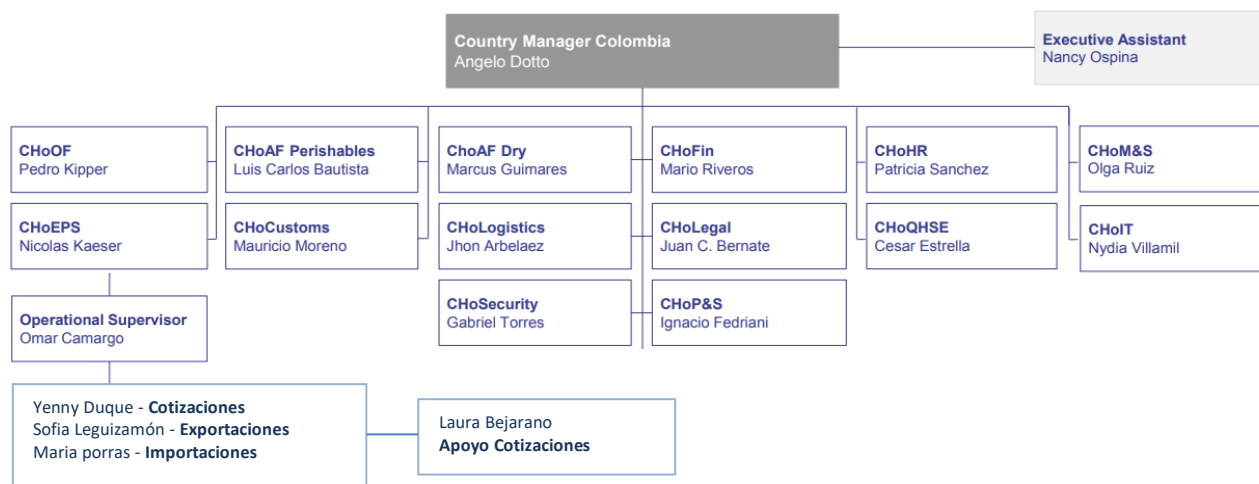 Country Manager Colombia
Angelo Dotto
Executive Assistant
Nancy Ospina
CHoOF
Pedro Kipper
CHoAF Perishables
Luis Carlos Bautista
ChoAF Dry
Marcus Guimares
CHoFin
Mario Riveros
CHoHR
Patricia Sanchez
CHoM&S
Olga Ruiz
CHoEPS
Nicolas Kaeser
CHoCustoms
Mauricio Moreno
CHoLogistics
Jhon Arbelaez
CHoLegal
Juan C. Bernate
CHoQHSE
Cesar Estrella
CHoIT
Nydia Villamil
Operational Supervisor
Omar Camargo
CHoSecurity
Gabriel Torres
CHoP&S
Ignacio Fedriani
Yenny Duque - Cotizaciones
Sofia Leguizamón - Exportaciones
Maria porras - Importaciones
Laura Bejarano
Apoyo Cotizaciones